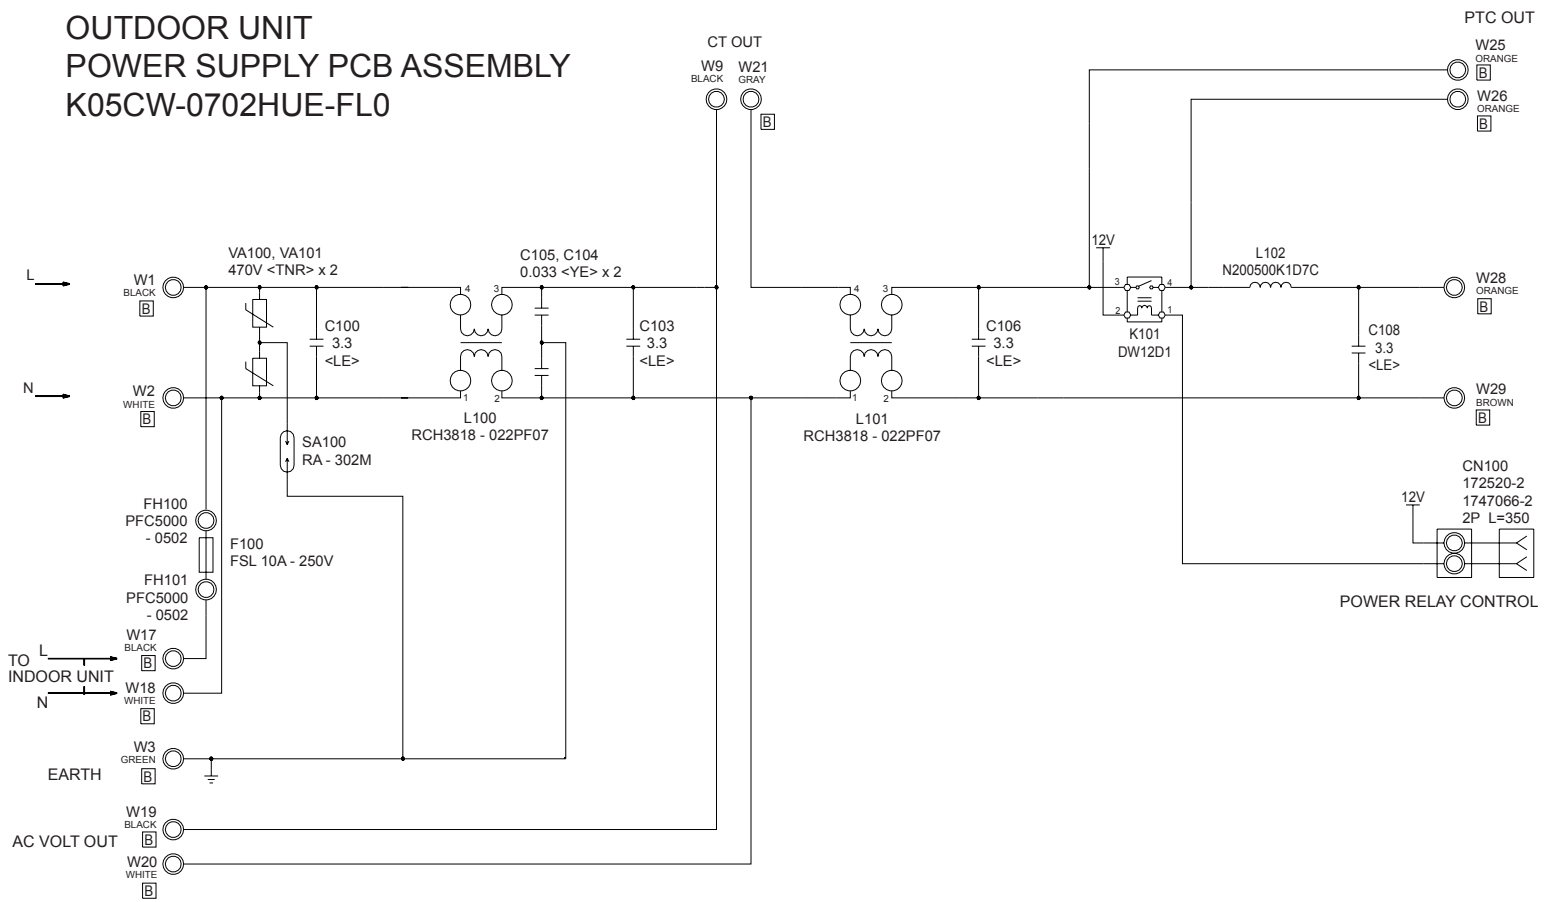 OUTDOOR UNIT
POWER SUPPLY PCB ASSEMBLY
K05CW-0702HUE-FL0
CT OUT
W9
BLACK
W21
GRAY
B
PTC OUT
W25
ORANGE
B
W26
ORANGE
B
L
W1
BLACK
B
VA100, VA101
470V <TNR> x 2
C100
3.3
<LE>
4
3
C105, C104
0.033 <YE> x 2
C103
3.3
<LE>
4
3
C106
3.3
<LE>
12V
3
4
2
1
K101
DW12D1
L102
N200500K1D7C
C108
3.3
<LE>
W28
ORANGE
B
N
W2
WHITE
B
1
2
L100
RCH3818 - 022PF07
1
2
L101
RCH3818 - 022PF07
W29
BROWN
B
SA100
RA - 302M
FH100
PFC5000
- 0502
F100
FSL 10A - 250V
FH101
PFC5000
- 0502
CN100
172520-2
1747066-2
2P L=350
12V
POWER RELAY CONTROL
W17
BLACK
B
TO
INDOOR UNIT
L
N
W18
WHITE
B
W3
GREEN
B
EARTH
W19
BLACK
B
AC VOLT OUT
W20
WHITE
B